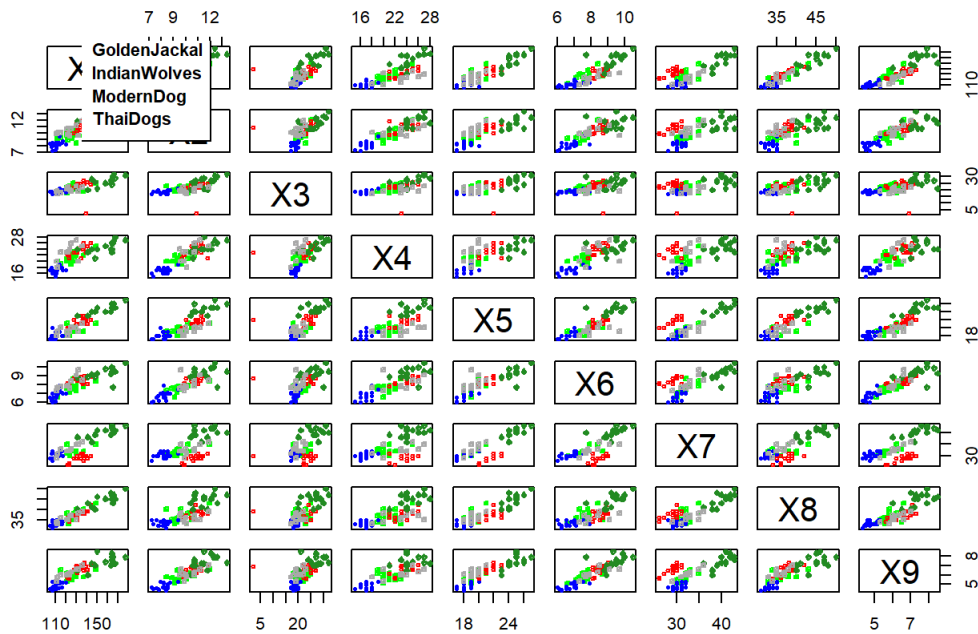 7 9 12 16 22 28 6 8 10 35 45
X
GoldenJackal
IndianWolves
ModernDog
ThaiDogs
110
12
7
X3
30
5
28
16
X4
X5
18
9
6
X6
X7
30
35
X8
X9
8
5
110 150 5 20 18 24 30 40 5 7